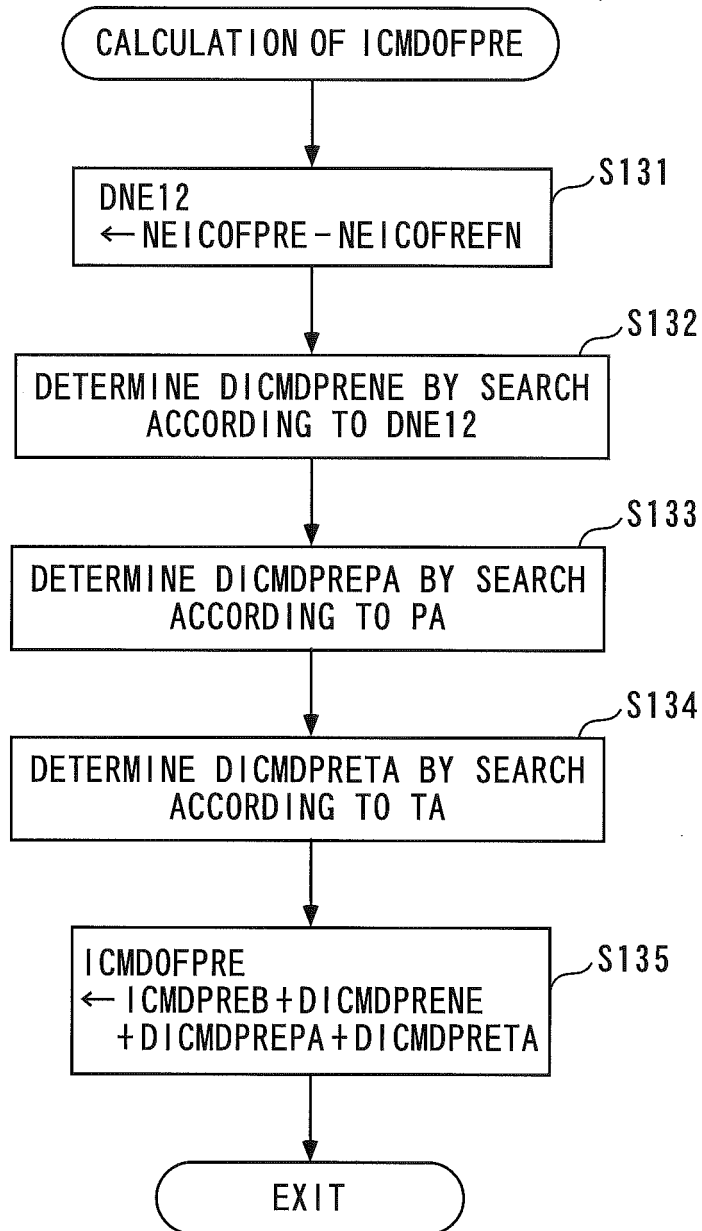 CALCULATION OF ICMDOFPRE
S131
DNE12
←NEICOFPRE-NEICOFREFN
S132
DETERMINE DICMDPRENE BY SEARCH
ACCORDING TO DNE12
S133
DETERMINE DICMDPREPA BY SEARCH
ACCORDING TO PA
S134
DETERMINE DICMDPRETA BY SEARCH
ACCORDING TO TA
S135
ICMDOFPRE
←ICMDPREB+DICMDPRENE
+DICMDPREPA+DICMDPRETA
EXIT